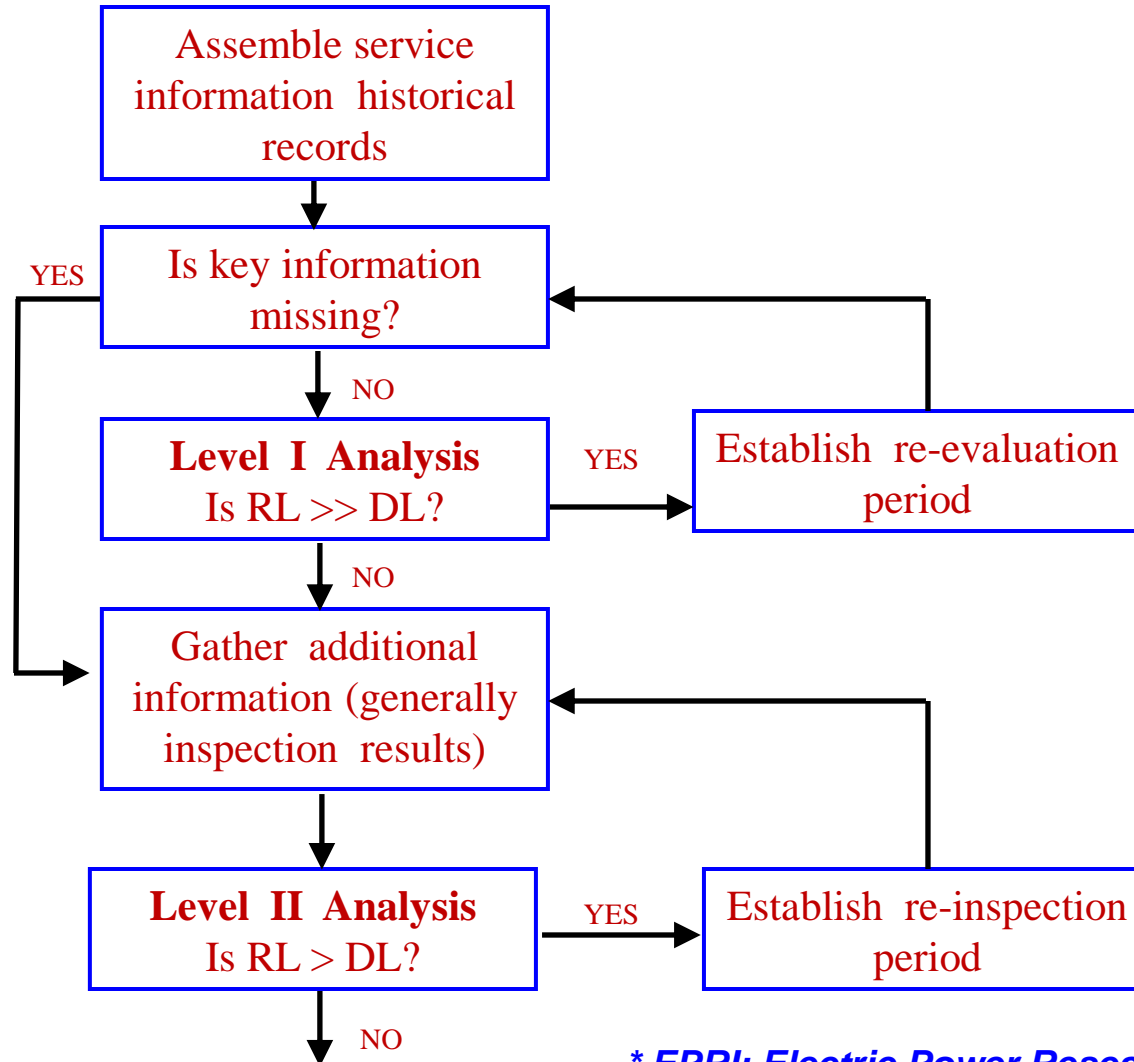 Assemble service
information historical
records
Is key information
missing?
YES
NO
Level I Analysis
Is RL >> DL?
YES
Establish re-evaluation
period
NO
Gather additional
information (generally
inspection results)
Level II Analysis
Is RL > DL?
YES
Establish re-inspection
period
NO
* EPRI: Electric Power